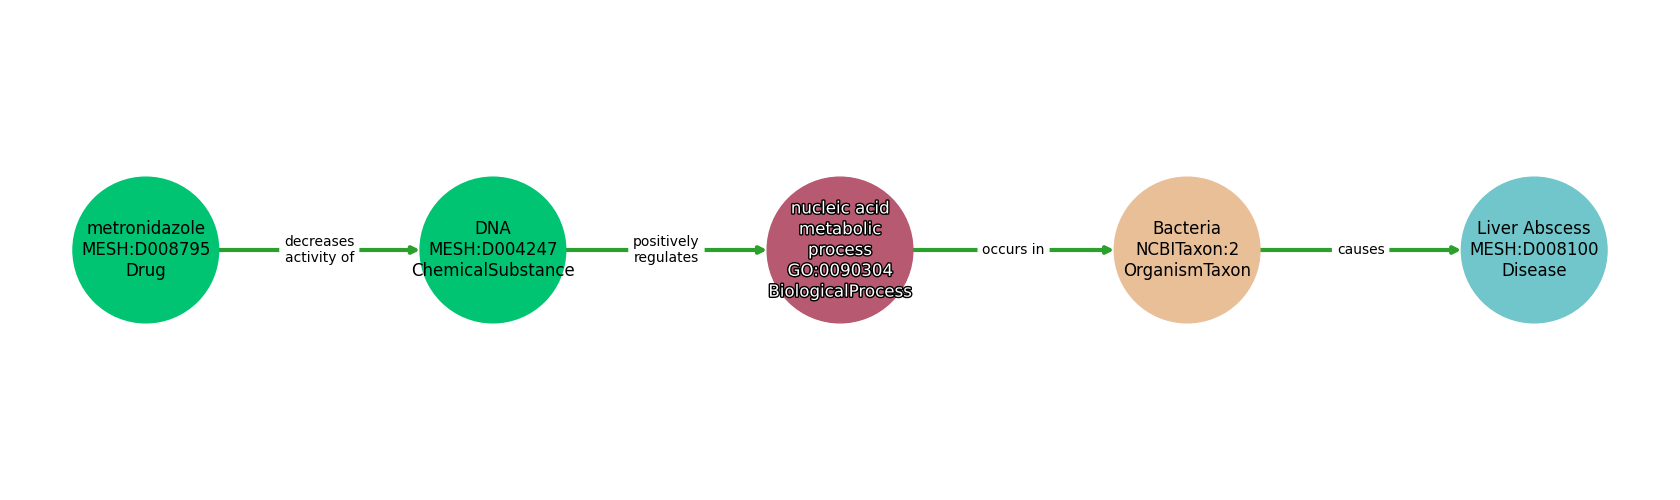 metronidazole
MESH:D008795
Drug
decreases
activity of
DNA
MESH:D004247
ChemicalSubstance
positively
regulates
nucleic acid
metabolic
process
GO:0090304
BiologicalProcess
occurs in
Bacteria
NCBITaxon:2
OrganismTaxon
causes
Liver Abscess
MESH:D008100
Disease